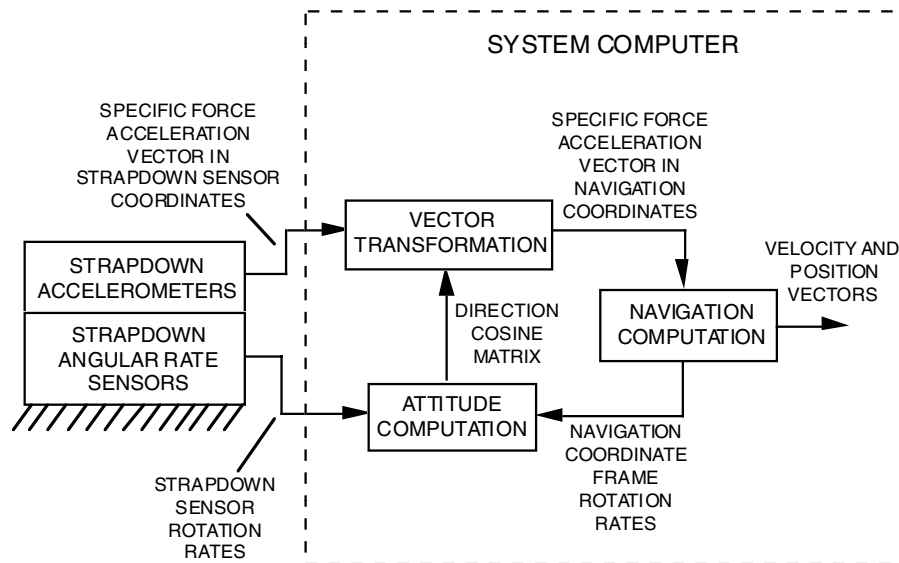 SYSTEM COMPUTER
SPECIFIC FORCE
ACCELERATION
VECTOR IN
STRAPDOWN SENSOR
COORDINATES
SPECIFIC FORCE
ACCELERATION
VECTOR IN
NAVIGATION
COORDINATES
VECTOR
TRANSFORMATION
STRAPDOWN
ACCELEROMETERS
VELOCITY AND
POSITION
VECTORS
NAVIGATION
COMPUTATION
DIRECTION
COSINE
MATRIX
STRAPDOWN
ANGULAR RATE
SENSORS
ATTITUDE
COMPUTATION
NAVIGATION
COORDINATE
FRAME
ROTATION
RATES
STRAPDOWN
SENSOR
ROTATION
RATES